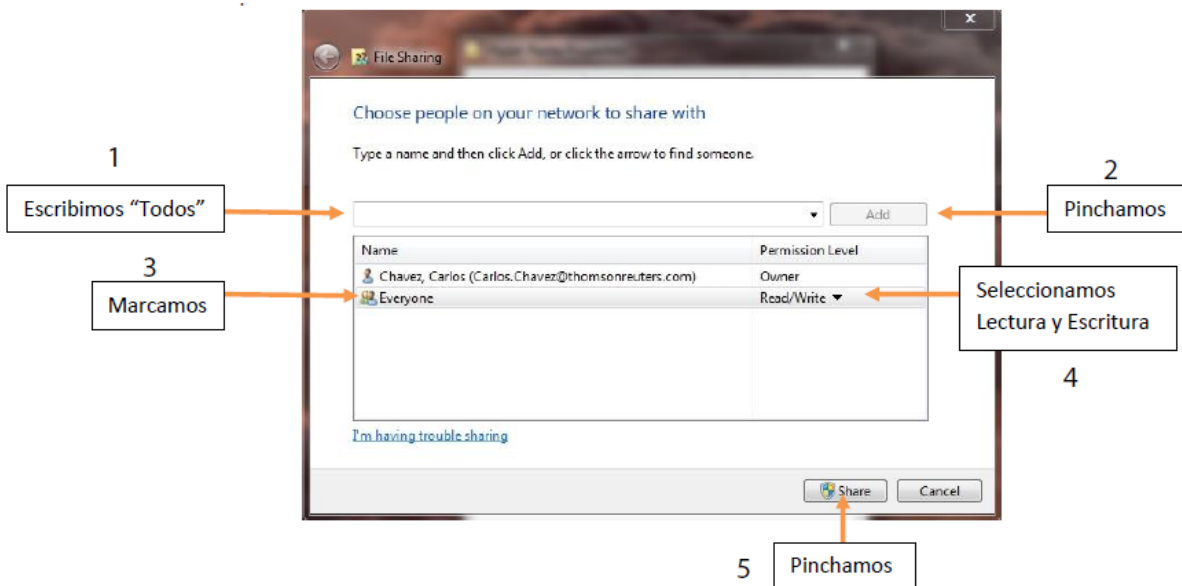 x
File Sharing
Choose people on your network to share with
Type a name and then click Add, or click the arrow to find someone.
1
Escribimos “Todos”
Add
2
Pinchamos
Name Permission Level
Chavez, Carlos (Carlos.Chavez@thomsonreuters.com) Owner
3
Marcamos
Everyone Read/Write
Seleccionamos
Lectura y Escritura
4
I'm having trouble sharing
Share Cancel
5 Pinchamos